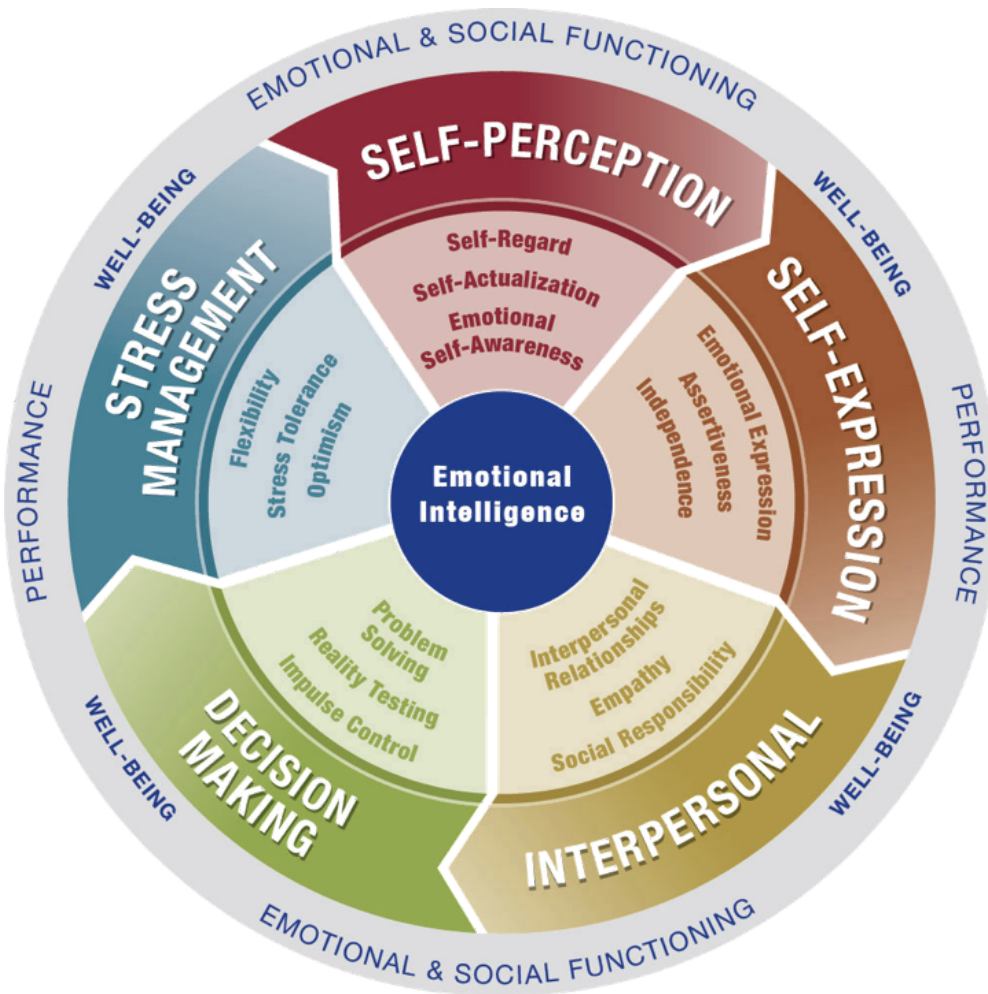 EMOTIONAL & SOCIAL FUNCTIONING
WELL-BEING
WELL-BEING
PERFORMANCE
PERFORMANCE
WELL-BEING
WELL-BEING
EMOTIONAL & SOCIAL FUNCTIONING
SELF-PERCEPTION
Self-Regard
Self-Actualization
Emotional
Self-Awareness
SELF-EXPRESSION
Emotional Expression
Assertiveness
Independence
INTERPERSONAL
Interpersonal
Relationships
Empathy
Social Responsibility
DECISION
MAKING
Problem
Solving
Reality Testing
Impulse Control
STRESS
MANAGEMENT
Flexibility
Stress Tolerance
Optimism
Emotional
Intelligence